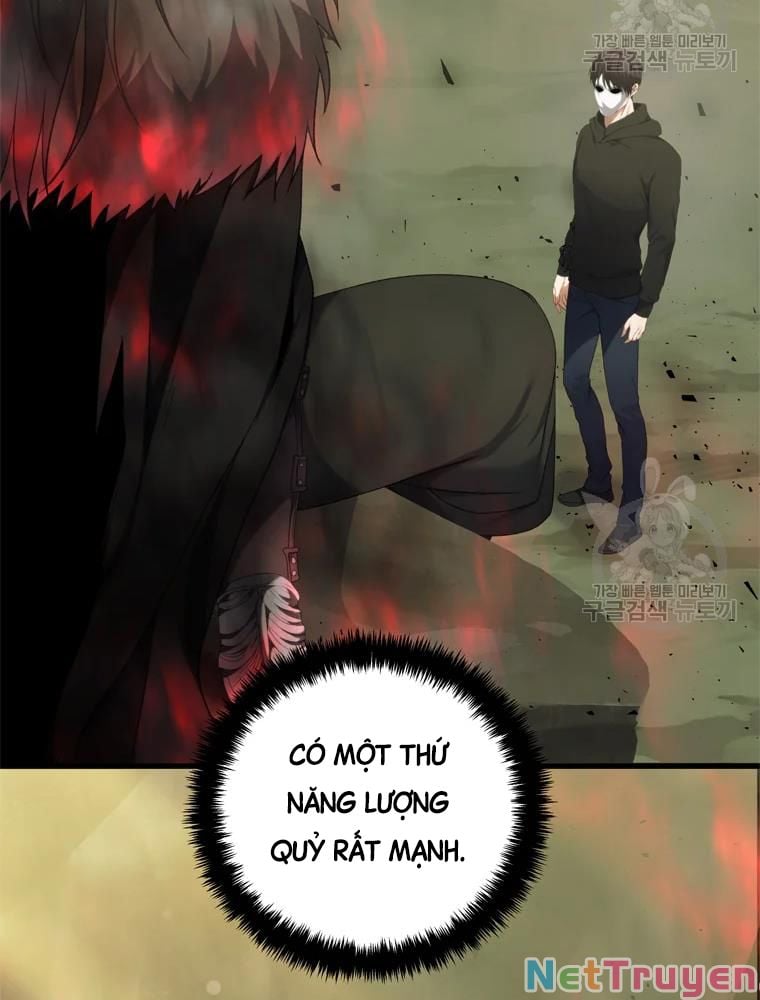 가장 빠른 웹툰 미리보기
구글검색 뉴토끼
가장 빠른 웹툰 미리보기
구글검색 뉴토끼
CÓ MỘT THỨ
NĂNG LƯỢNG
QUỶ RẤT MẠNH.
NetTruyen